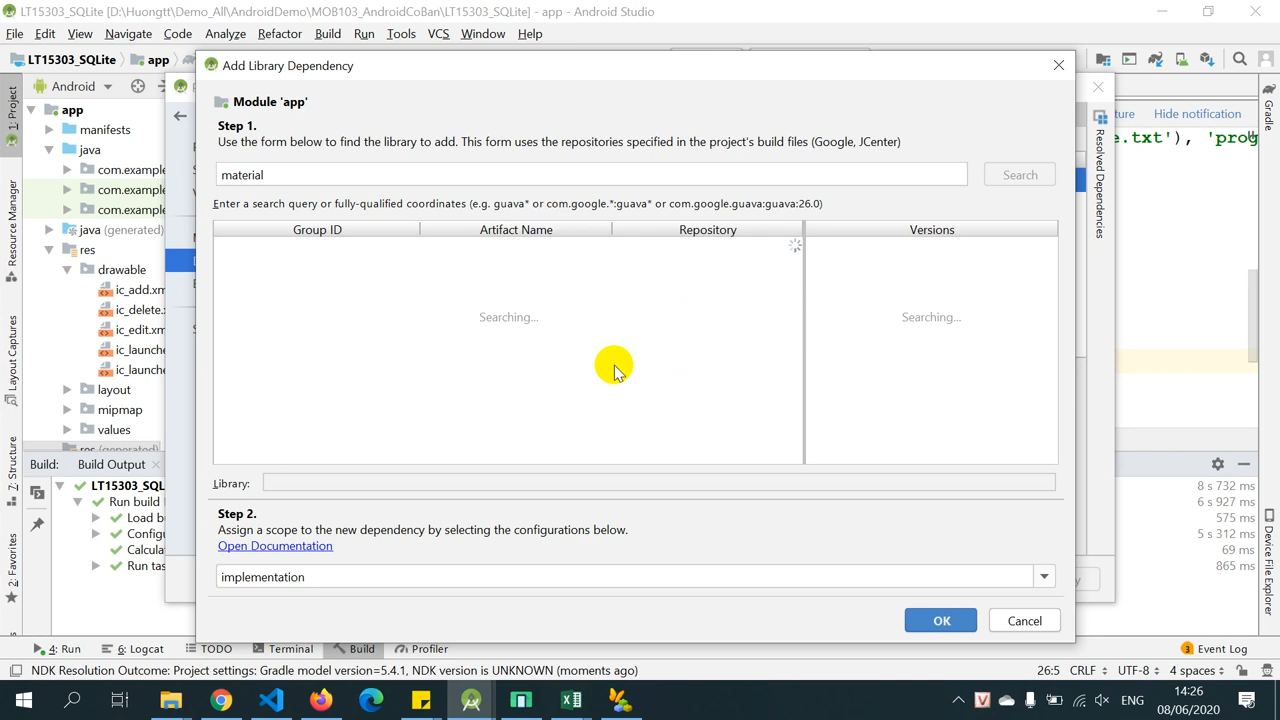 LT15303_SQLite [D:\Huongtt\Demo_All\AndroidDemo\MOB103_AndroidCoBan\LT15303_SQLite] - app - Android Studio
File Edit View Navigate Code Analyze Refactor Build Run Tools VCS Window Help
LT15303_SQLite app
Add Library Dependency
Android
1: Project
Resource Manager
Layout Captures
7: Structure
2: Favorites
app
manifests
java
com.example
com.example
com.example
java (generated)
res
drawable
ic_add.xm
ic_delete.
ic_edit.xm
ic_launche
ic_launche
layout
mipmap
values
res (generated)
Module 'app'
Step 1.
Use the form below to find the library to add. This form uses the repositories specified in the project's build files (Google, JCenter)
material
Search
Enter a search query or fully-qualified coordinates (e.g. guava* or com.google.*:guava* or com.google.guava:guava:26.0)
Group ID Artifact Name Repository Versions
Searching... Searching...
Library:
Step 2.
Assign a scope to the new dependency by selecting the configurations below.
Open Documentation
implementation
OK Cancel
ture Hide notification
e.txt'), 'prog
Resolved Dependencies
Gradle
Device File Explorer
Build: Build Output
LT15303_SQL 8 s 732 ms
Run build 6 s 927 ms
Load b 575 ms
Config 5 s 312 ms
Calcula 69 ms
Run tas 865 ms
4: Run 6: Logcat TODO Terminal Build Profiler 3 Event Log
NDK Resolution Outcome: Project settings: Gradle model version=5.4.1, NDK version is UNKNOWN (moments ago) 26:5 CRLF UTF-8 4 spaces
ENG 14:26
08/06/2020